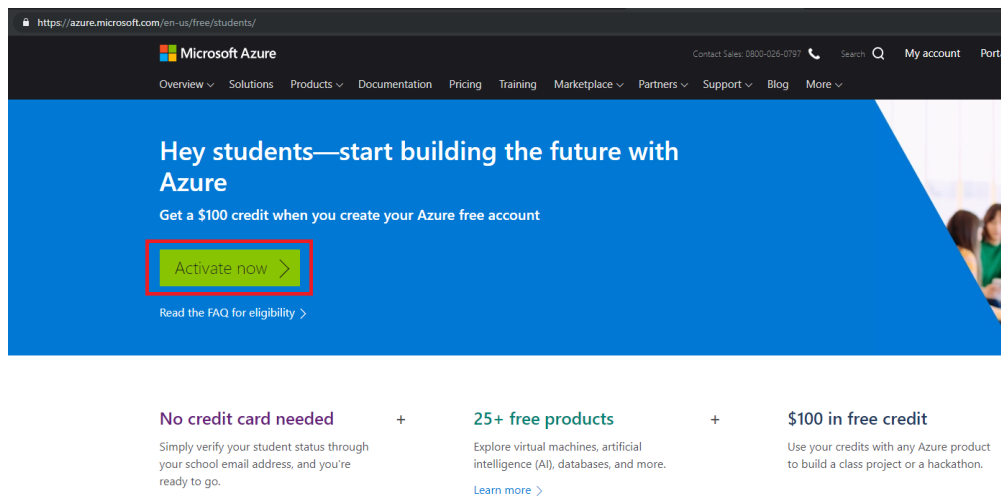 https://azure.microsoft.com/en-us/free/students/
Microsoft Azure
Contact Sales: 0800-026-0797
Search
My account
Overview
Solutions
Products
Documentation
Pricing
Training
Marketplace
Partners
Support
Blog
More
Hey students—start building the future with
Azure
Get a $100 credit when you create your Azure free account
Activate now
Read the FAQ for eligibility
No credit card needed
Simply verify your student status through
your school email address, and you're
ready to go.
+
25+ free products
Explore virtual machines, artificial
intelligence (AI), databases, and more.
Learn more
+
$100 in free credit
Use your credits with any Azure product
to build a class project or a hackathon.